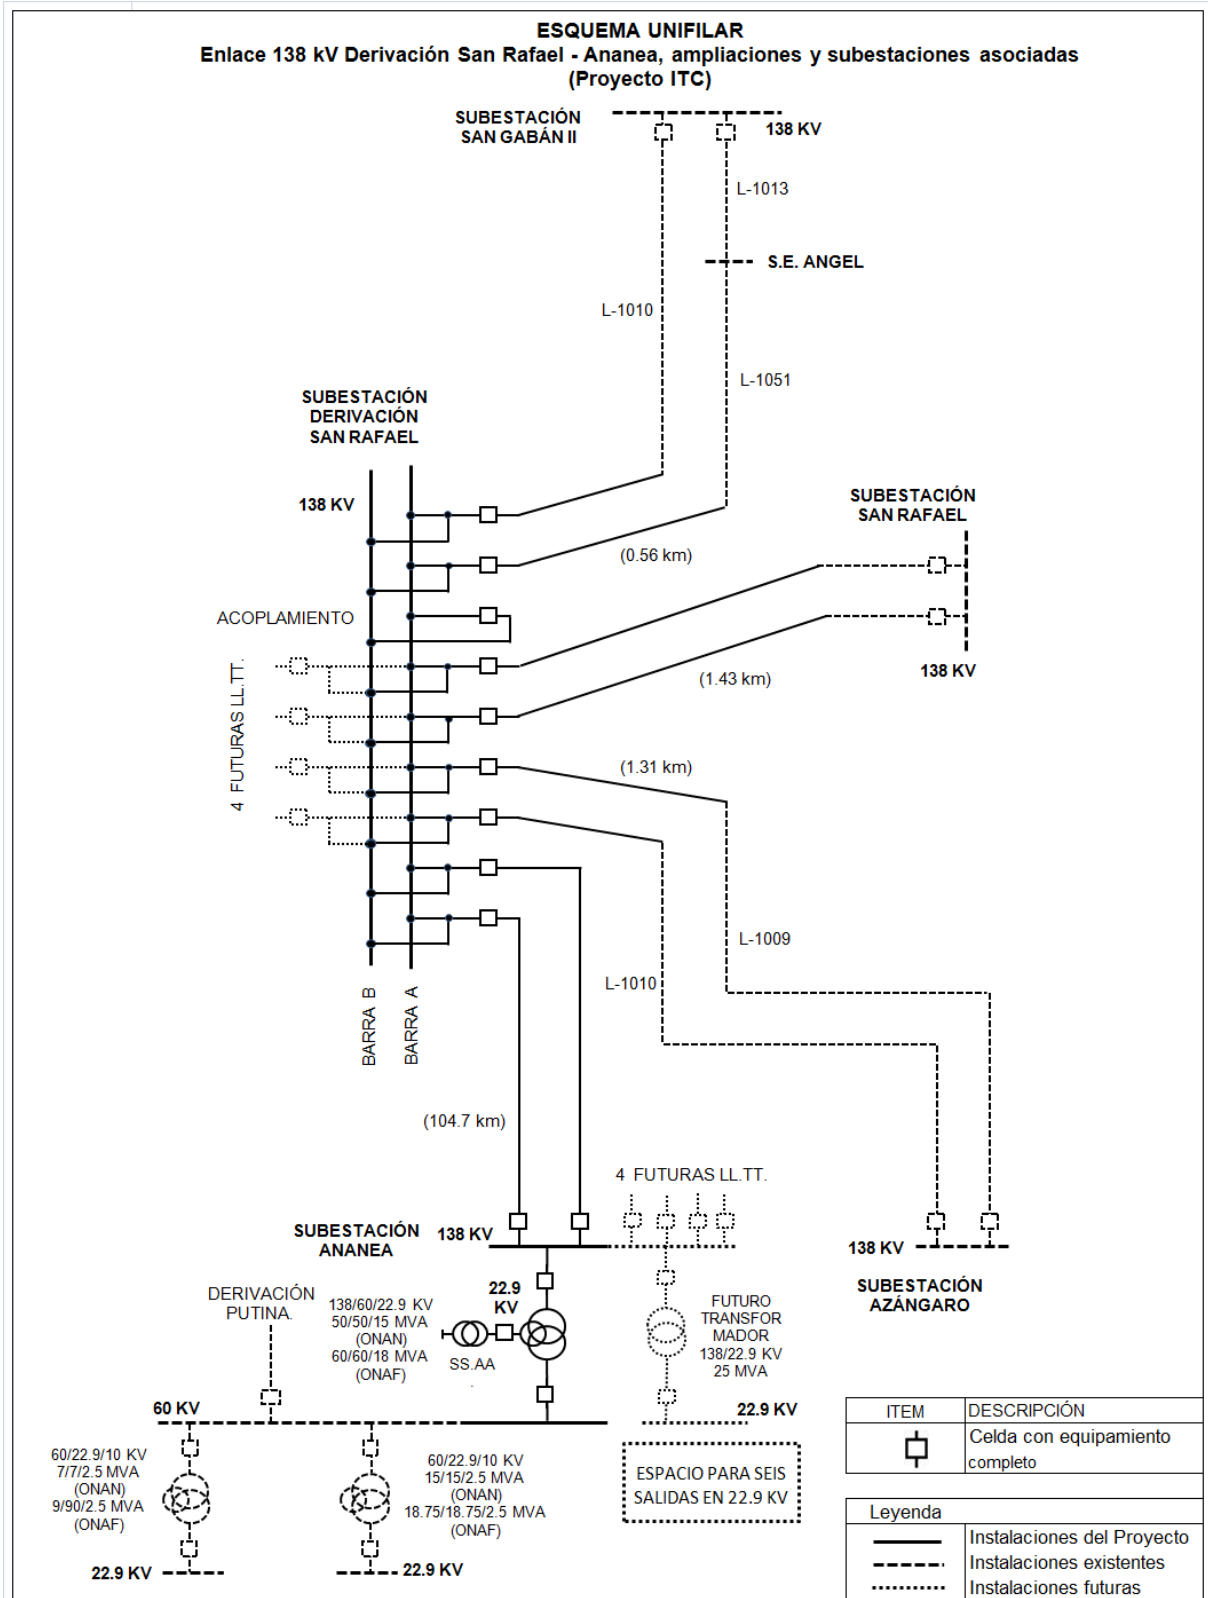 ESQUEMA UNIFILAR
Enlace 138 kV Derivación San Rafael - Ananea, ampliaciones y subestaciones asociadas
(Proyecto ITC)
SUBESTACIÓN
SAN GABÁN II
138 KV
L-1013
S.E. ANGEL
L-1010
L-1051
SUBESTACIÓN
DERIVACIÓN
SAN RAFAEL
138 KV
SUBESTACIÓN
SAN RAFAEL
(0.56 km)
ACOPLAMIENTO
138 KV
(1.43 km)
4 FUTURAS LL.TT.
(1.31 km)
L-1009
L-1010
BARRA B
BARRA A
(104.7 km)
4 FUTURAS LL.TT.
SUBESTACIÓN
ANANEA
138 KV
138 KV
SUBESTACIÓN
AZÁNGARO
DERIVACIÓN
PUTINA.
138/60/22.9 KV
50/50/15 MVA
(ONAN)
60/60/18 MVA
(ONAF)
22.9
KV
SS.AA
FUTURO
TRANSFOR
MADOR
138/22.9 KV
25 MVA
60 KV
22.9 KV
60/22.9/10 KV
7/7/2.5 MVA
(ONAN)
9/90/2.5 MVA
(ONAF)
60/22.9/10 KV
15/15/2.5 MVA
(ONAN)
18.75/18.75/2.5 MVA
(ONAF)
ESPACIO PARA SEIS
SALIDAS EN 22.9 KV
22.9 KV
22.9 KV
ITEM DESCRIPCIÓN
Celda con equipamiento
completo
Leyenda
Instalaciones del Proyecto
Instalaciones existentes
Instalaciones futuras